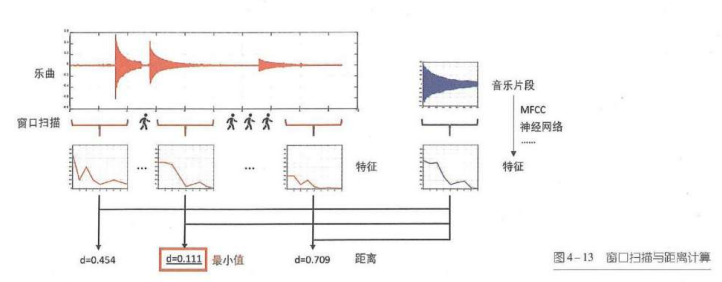 乐曲
音乐片段
MFCC
神经网络
......
窗口扫描
... ...
特征
特征
d=0.454 d=0.111 最小值 d=0.709 距离
图4-13 窗口扫描与距离计算